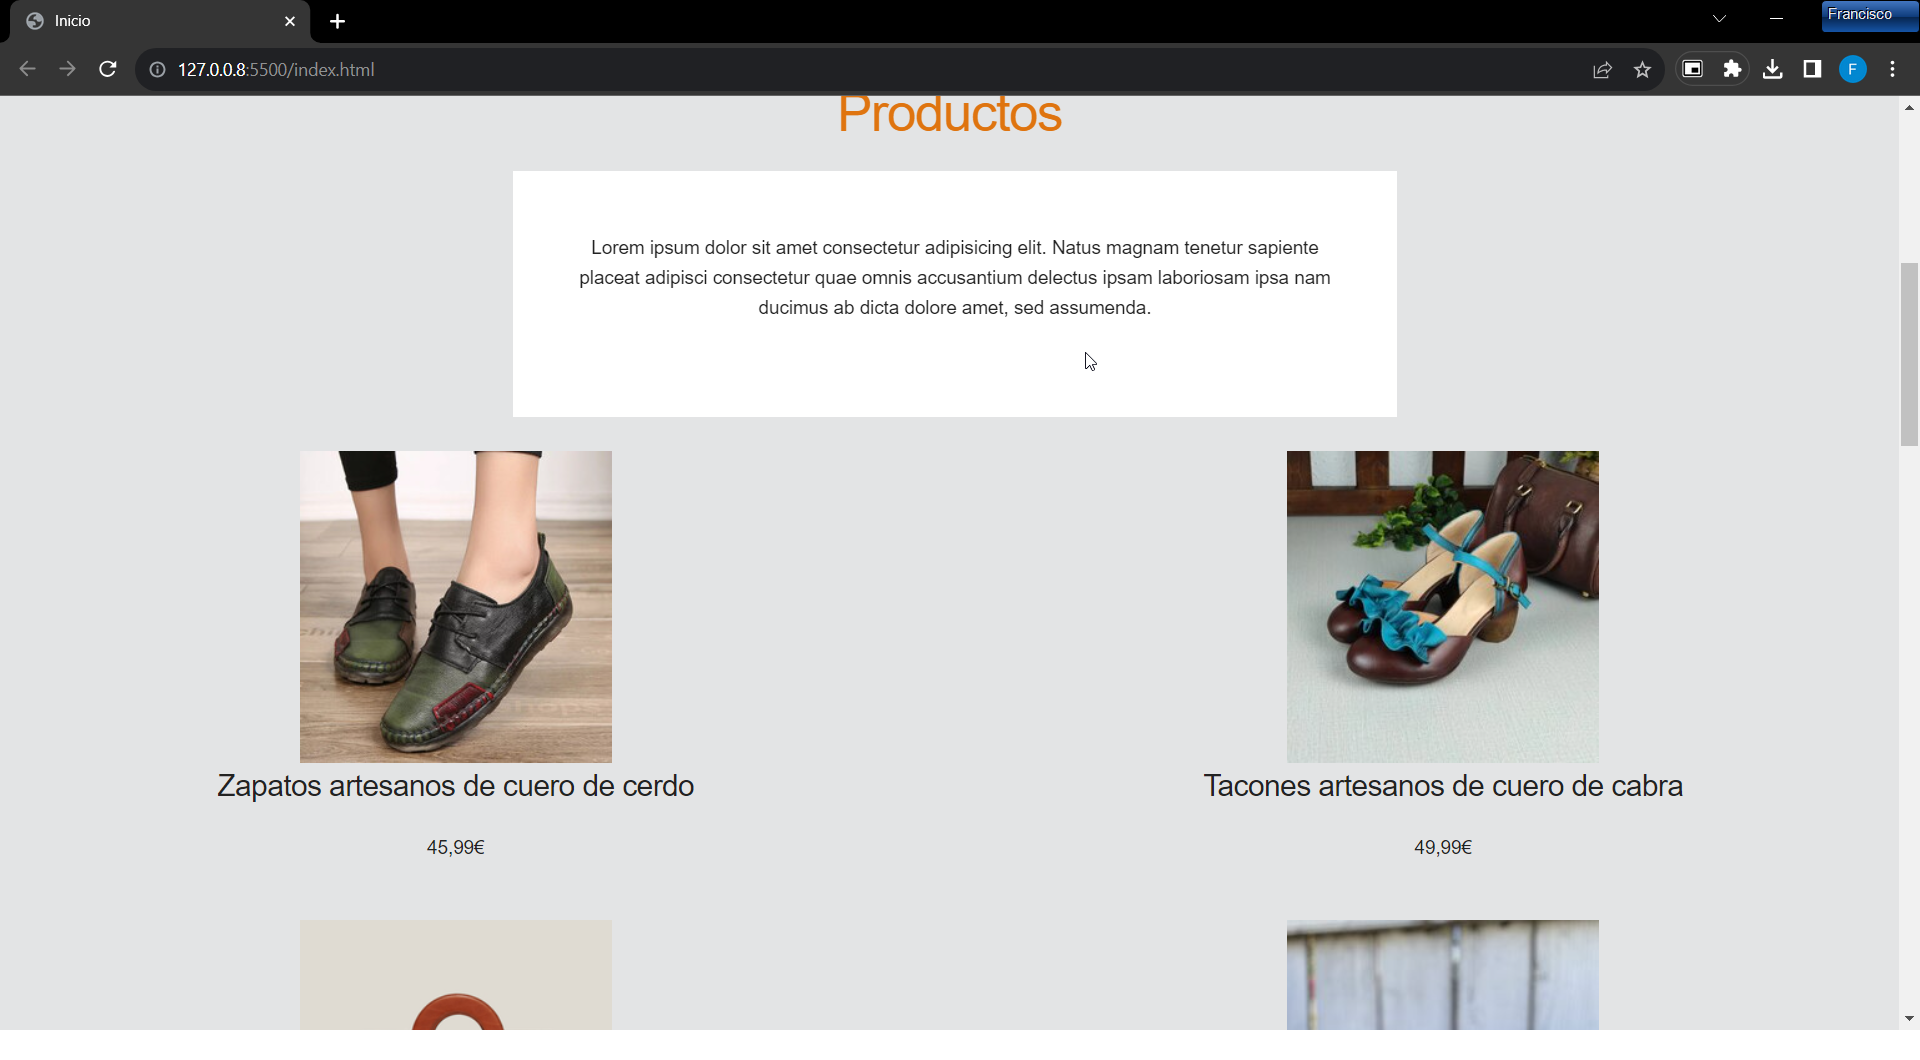 Inicio
Francisco
127.0.0.8:5500/index.html
F
Productos
Lorem ipsum dolor sit amet consectetur adipisicing elit. Natus magnam tenetur sapiente
placeat adipisci consectetur quae omnis accusantium delectus ipsam laboriosam ipsa nam
ducimus ab dicta dolore amet, sed assumenda.
Zapatos artesanos de cuero de cerdo
45,99€
Tacones artesanos de cuero de cabra
49,99€